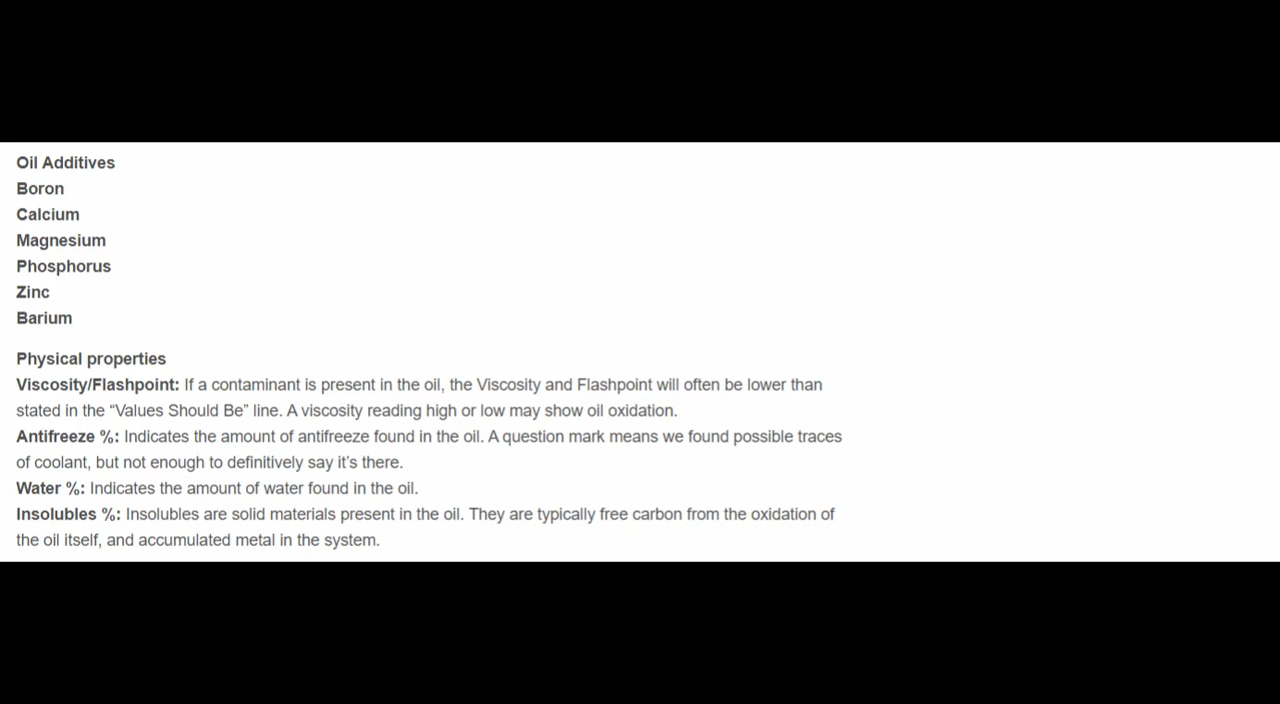 Oil Additives
Boron
Calcium
Magnesium
Phosphorus
Zinc
Barium
Physical properties
Viscosity/Flashpoint: If a contaminant is present in the oil, the Viscosity and Flashpoint will often be lower than
stated in the “Values Should Be” line. A viscosity reading high or low may show oil oxidation.
Antifreeze %: Indicates the amount of antifreeze found in the oil. A question mark means we found possible traces
of coolant, but not enough to definitively say it’s there.
Water %: Indicates the amount of water found in the oil.
Insolubles %: Insolubles are solid materials present in the oil. They are typically free carbon from the oxidation of
the oil itself, and accumulated metal in the system.